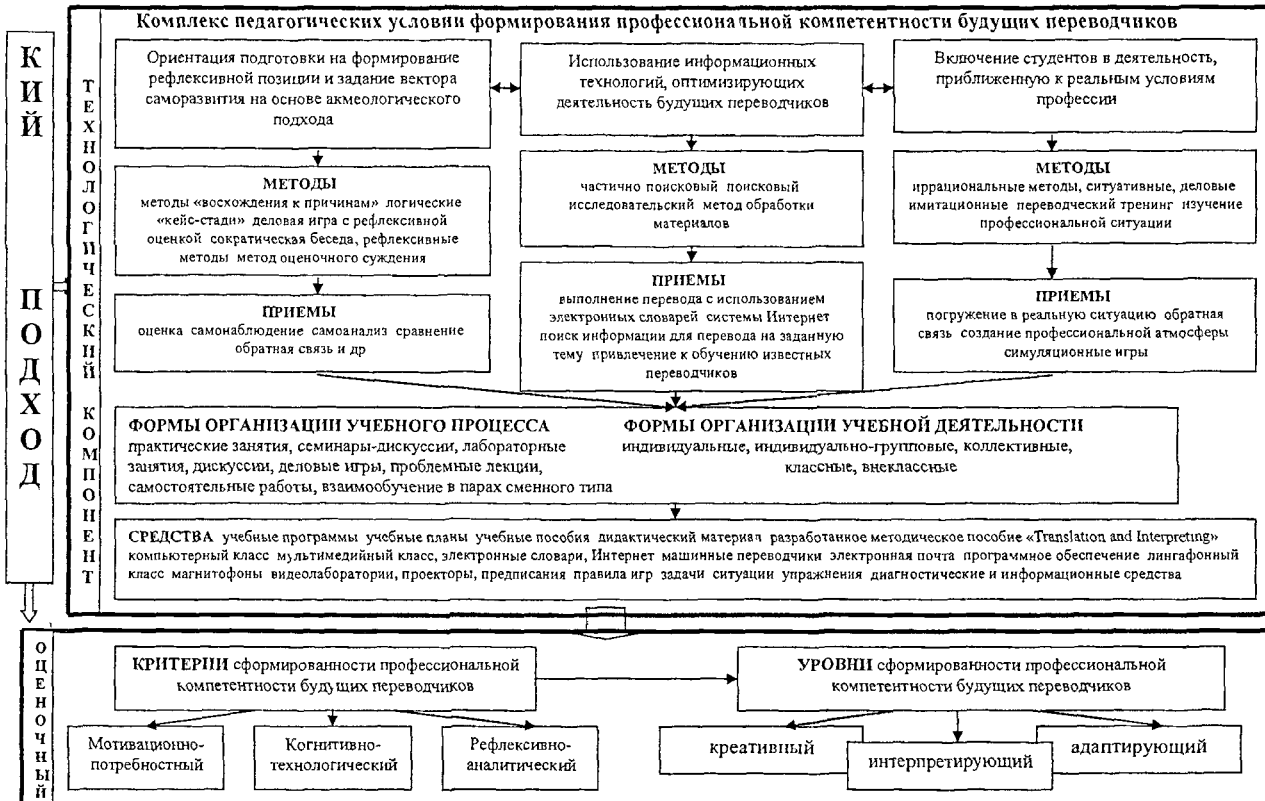 Комплекс педагогических условии формирования профессиональной компетентности будущих переводчиков
КИЙ ПОДХОД
ТЕХНОЛОГИЧЕСКИЙ КОМПОНЕНТ
Ориентация подготовки на формирование
рефлексивной позиции и задание вектора
саморазвития на основе акмеологического
подхода
Использование информационных
технологий, оптимизирующих
деятельность будущих переводчиков
Включение студентов в деятельность,
приближенную к реальным условиям
профессии
МЕТОДЫ
методы «восхождения к причинам» логические
«кейс-стади» деловая игра с рефлексивной
оценкой сократическая беседа, рефлексивные
методы метод оценочного суждения
МЕТОДЫ
частично поисковый поисковый
исследовательский метод обработки
материалов
МЕТОДЫ
иррациональные методы, ситуативные, деловые
имитационные переводческий тренинг изучение
профессиональной ситуации
ПРИЕМЫ
оценка самонаблюдение самоанализ сравнение
обратная связь и др
ПРИЕМЫ
выполнение перевода с использованием
электронных словарей системы Интернет
поиск информации для перевода на заданную
тему привлечение к обучению известных
переводчиков
ПРИЕМЫ
погружение в реальную ситуацию обратная
связь создание профессиональной атмосферы
симуляционные игры
ФОРМЫ ОРГАНИЗАЦИИ УЧЕБНОГО ПРОЦЕССА
практические занятия, семинары-дискуссии, лабораторные
занятия, дискуссии, деловые игры, проблемные лекции,
самостоятельные работы, взаимообучение в парах сменного типа
ФОРМЫ ОРГАНИЗАЦИИ УЧЕБНОЙ ДЕЯТЕЛЬНОСТИ
индивидуальные, индивидуально-групповые, коллективные,
классные, внеклассные
СРЕДСТВА учебные программы учебные планы учебные пособия дидактический материал разработанное методическое пособие «Translation and Interpreting»
компьютерный класс мультимедийный класс, электронные словари, Интернет машинные переводчики электронная почта программное обеспечение лингафонный
класс магнитофоны видеолаборатории, проекторы, предписания правила игр задачи ситуации упражнения диагностические и информационные средства
ОЦЕНОЧНЫЙ
КРИТЕРИИ сформированности профессиональной
компетентности будущих переводчиков
УРОВНИ сформированности профессиональной
компетентности будущих переводчиков
Мотивационно-
потребностный
Когнитивно-
технологический
Рефлексивно-
аналитический
креативный
интерпретирующий
адаптирующий